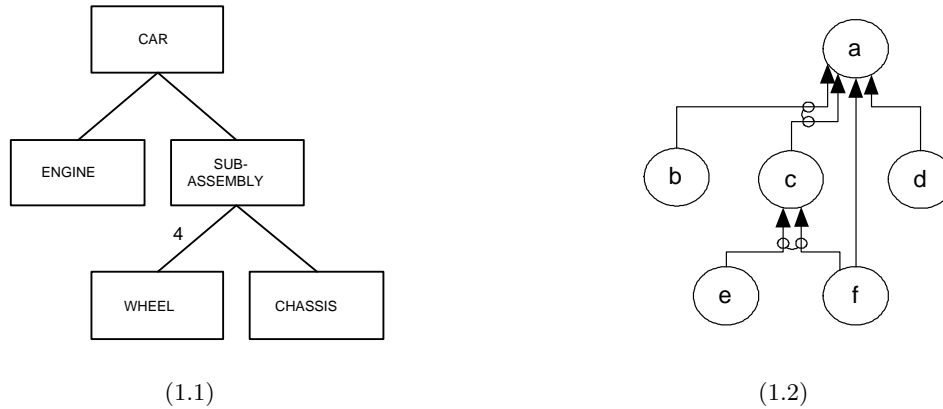 CAR
ENGINE
SUB-
ASSEMBLY
4
WHEEL
CHASSIS
(1.1)
a
b
c
d
e
f
(1.2)